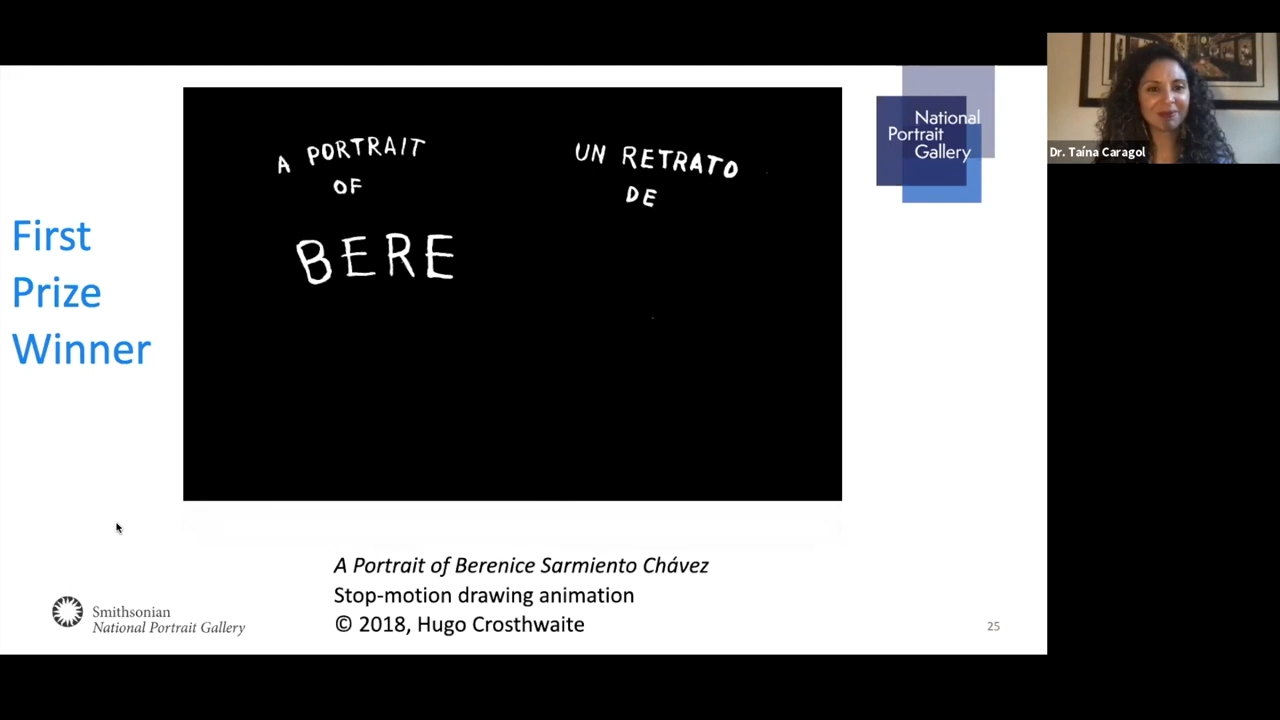 First
Prize
Winner
A PORTRAIT
OF
BERE
UN RETRATO
DE
National
Portrait
Gallery
Dr. Taína Caragol
A Portrait of Berenice Sarmiento Chávez
Stop-motion drawing animation
© 2018, Hugo Crosthwaite
Smithsonian
National Portrait Gallery
25